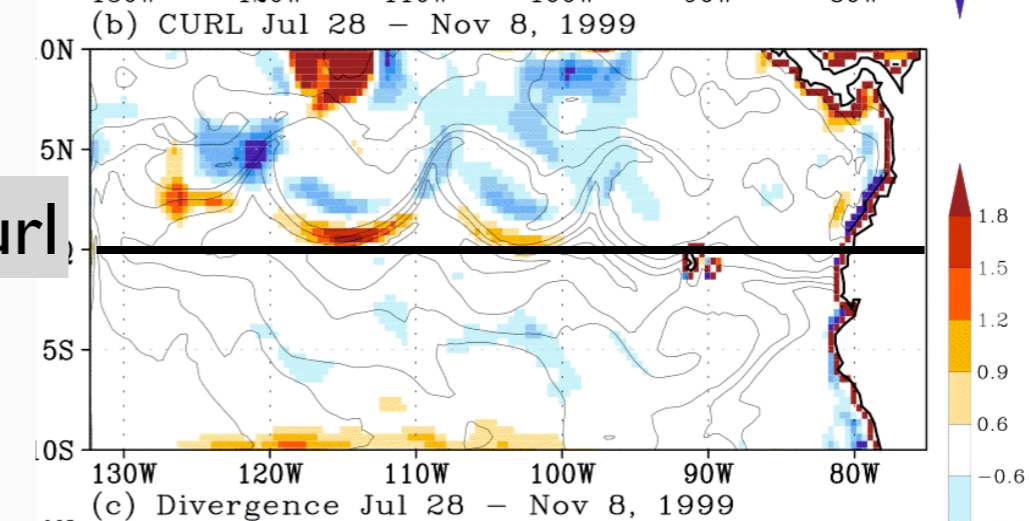 (b) CURL Jul 28 – Nov 8, 1999
0N
5N
url
5S
10S
1.8
1.5
1.2
0.9
0.6
−0.6
130W 120W 110W 100W 90W 80W
(c) Divergence Jul 28 – Nov 8, 1999